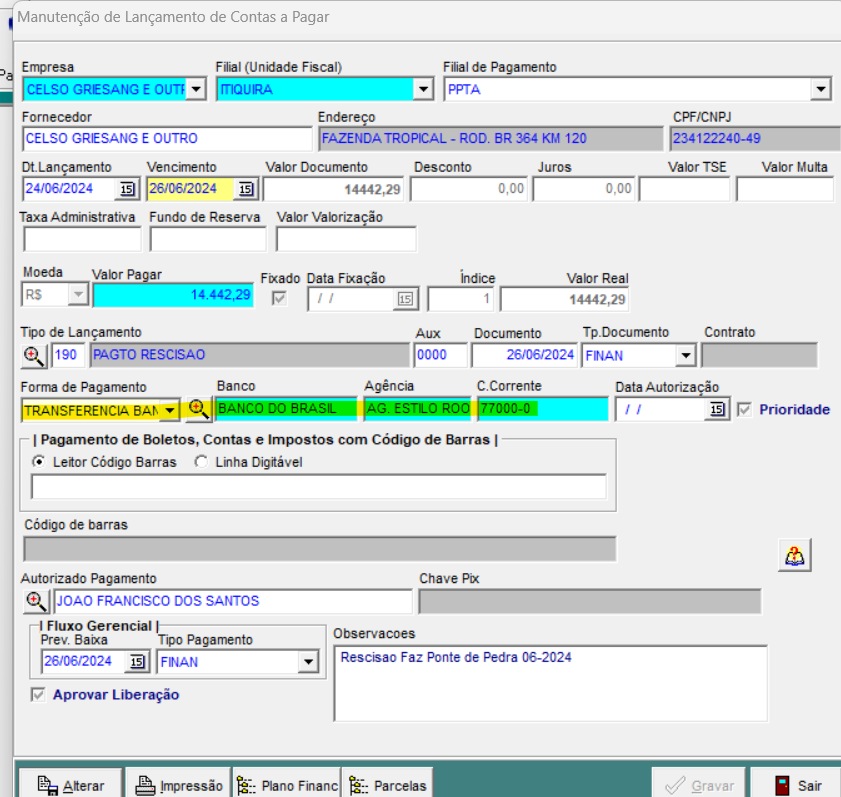 Manutenção de Lançamento de Contas a Pagar
Pa
Empresa Filial (Unidade Fiscal) Filial de Pagamento
CELSO GRIESANG E OUTR ITIQUIRA PPTA
Fornecedor Endereço CPF/CNPJ
CELSO GRIESANG E OUTRO FAZENDA TROPICAL - ROD. BR 364 KM 120 234122240-49
Dt.Lançamento Vencimento Valor Documento Desconto Juros Valor TSE Valor Multa
24/06/2024 15 26/06/2024 15 14442,29 0,00 0,00
Taxa Administrativa Fundo de Reserva Valor Valorização
Moeda Valor Pagar Fixado Data Fixação Índice Valor Real
R$ 14.442,29 / / 15 1 14442,29
Tipo de Lançamento Aux Documento Tp.Documento Contrato
190 PAGTO RESCISAO 0000 26/06/2024 FINAN
Forma de Pagamento Banco Agência C.Corrente Data Autorização
TRANSFERENCIA BAN BANCO DO BRASIL AG. ESTILO ROO 77000-0 / / 15 Prioridade
| Pagamento de Boletos, Contas e Impostos com Código de Barras |
Leitor Código Barras Linha Digitável
Código de barras
Autorizado Pagamento Chave Pix
JOAO FRANCISCO DOS SANTOS
| Fluxo Gerencial | Observacoes
Prev. Baixa Tipo Pagamento
26/06/2024 15 FINAN Rescisao Faz Ponte de Pedra 06-2024
Aprovar Liberação
Alterar Impressão Plano Financ Parcelas Gravar Sair